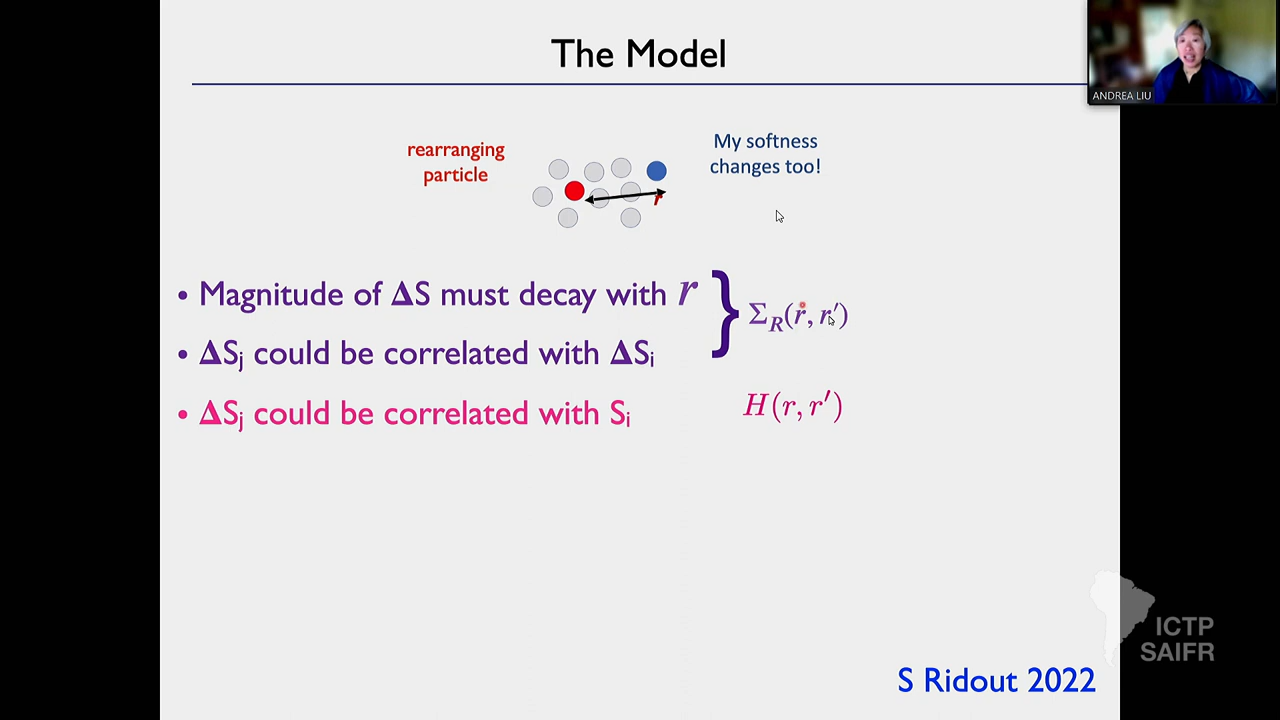 The Model
ANDREA LIU
rearranging
particle
My softness
changes too!
r
• Magnitude of ΔS must decay with r
• ΔSj could be correlated with ΔSi
} Σ_R(r, r′)
• ΔSj could be correlated with Si
H(r, r′)
ICTP
SAIFR
S Ridout 2022